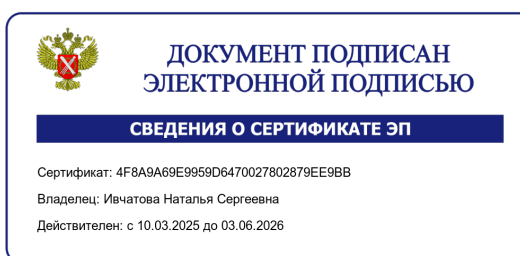 ДОКУМЕНТ ПОДПИСАН
ЭЛЕКТРОННОЙ ПОДПИСЬЮ
СВЕДЕНИЯ О СЕРТИФИКАТЕ ЭП
Сертификат: 4F8A9A69E9959D6470027802879EE9BB
Владелец: Ивчатова Наталья Сергеевна
Действителен: с 10.03.2025 до 03.06.2026